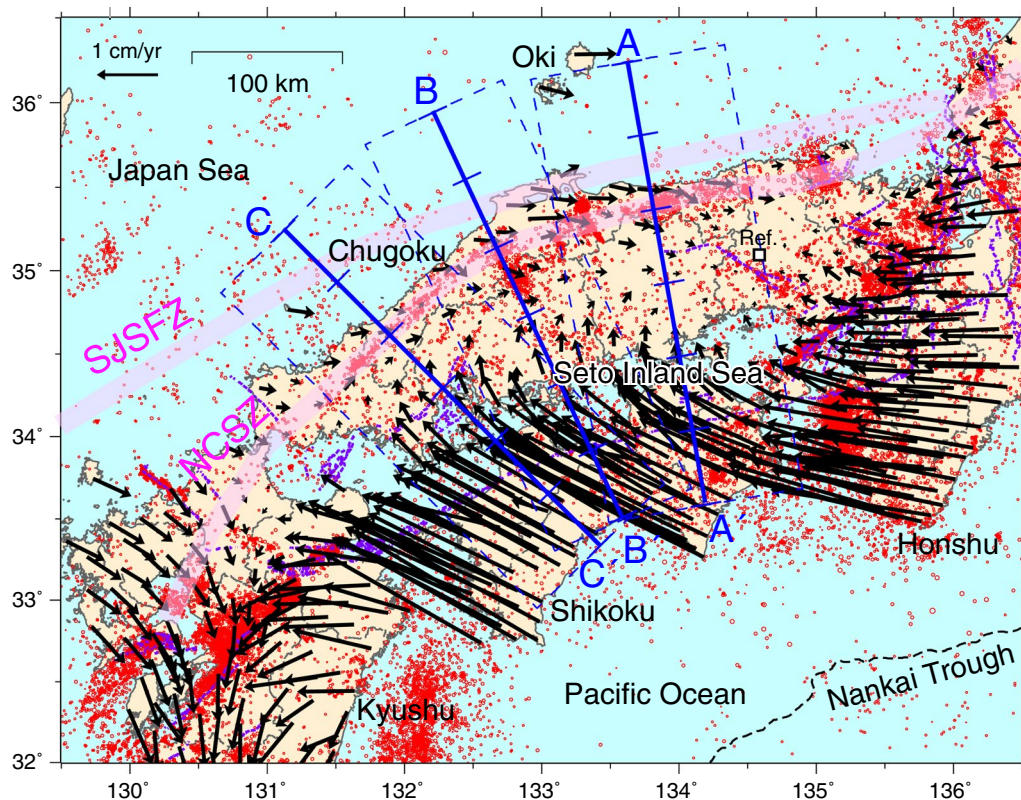 1 cm/yr
100 km
Oki
A
B
36°
Japan Sea
C
Chugoku
Ref.
35°
SJSFZ
Seto Inland Sea
34°
NCSZ
A´
B´
C´
Honshu
33°
Shikoku
Pacific Ocean
Nankai Trough
Kyushu
32°
130° 131° 132° 133° 134° 135° 136°